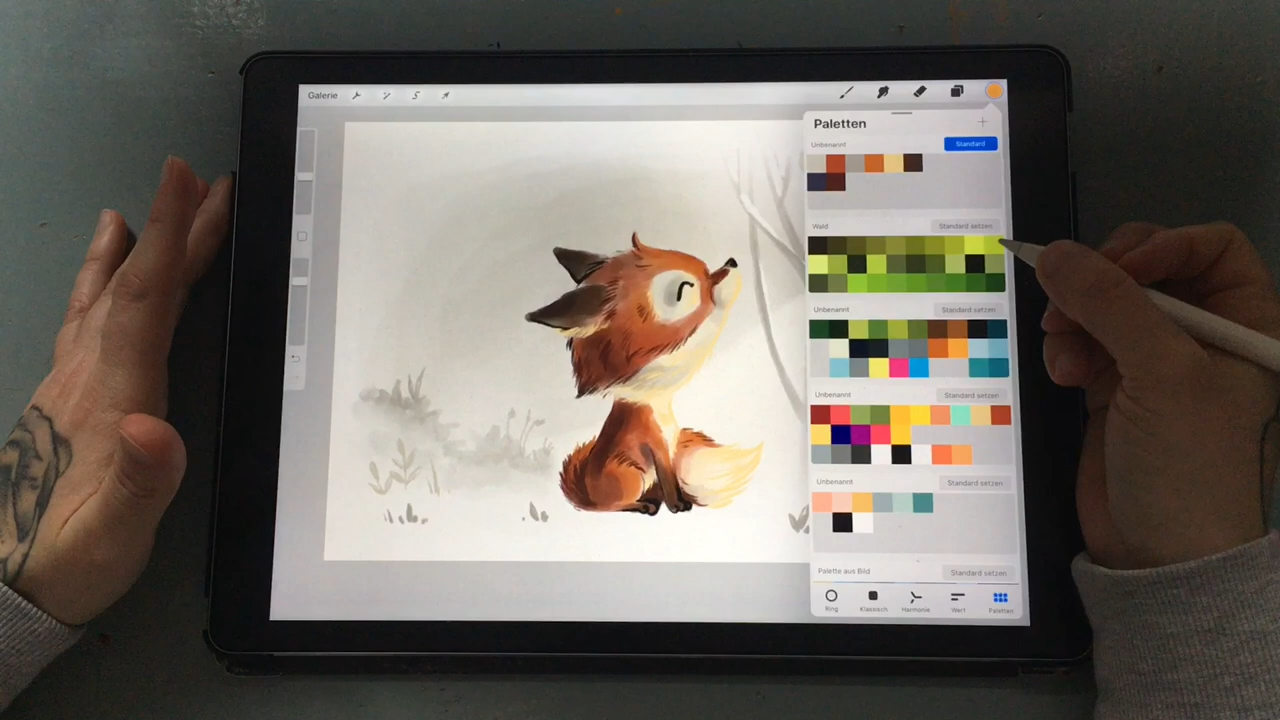 Galerie
Paletten
Unbenannt
Standard
Wald
Standard setzen
Unbenannt
Standard setzen
Unbenannt
Standard setzen
Unbenannt
Standard setzen
Palette aus Bild
Standard setzen
Ring
Klassisch
Harmonie
Wert
Paletten